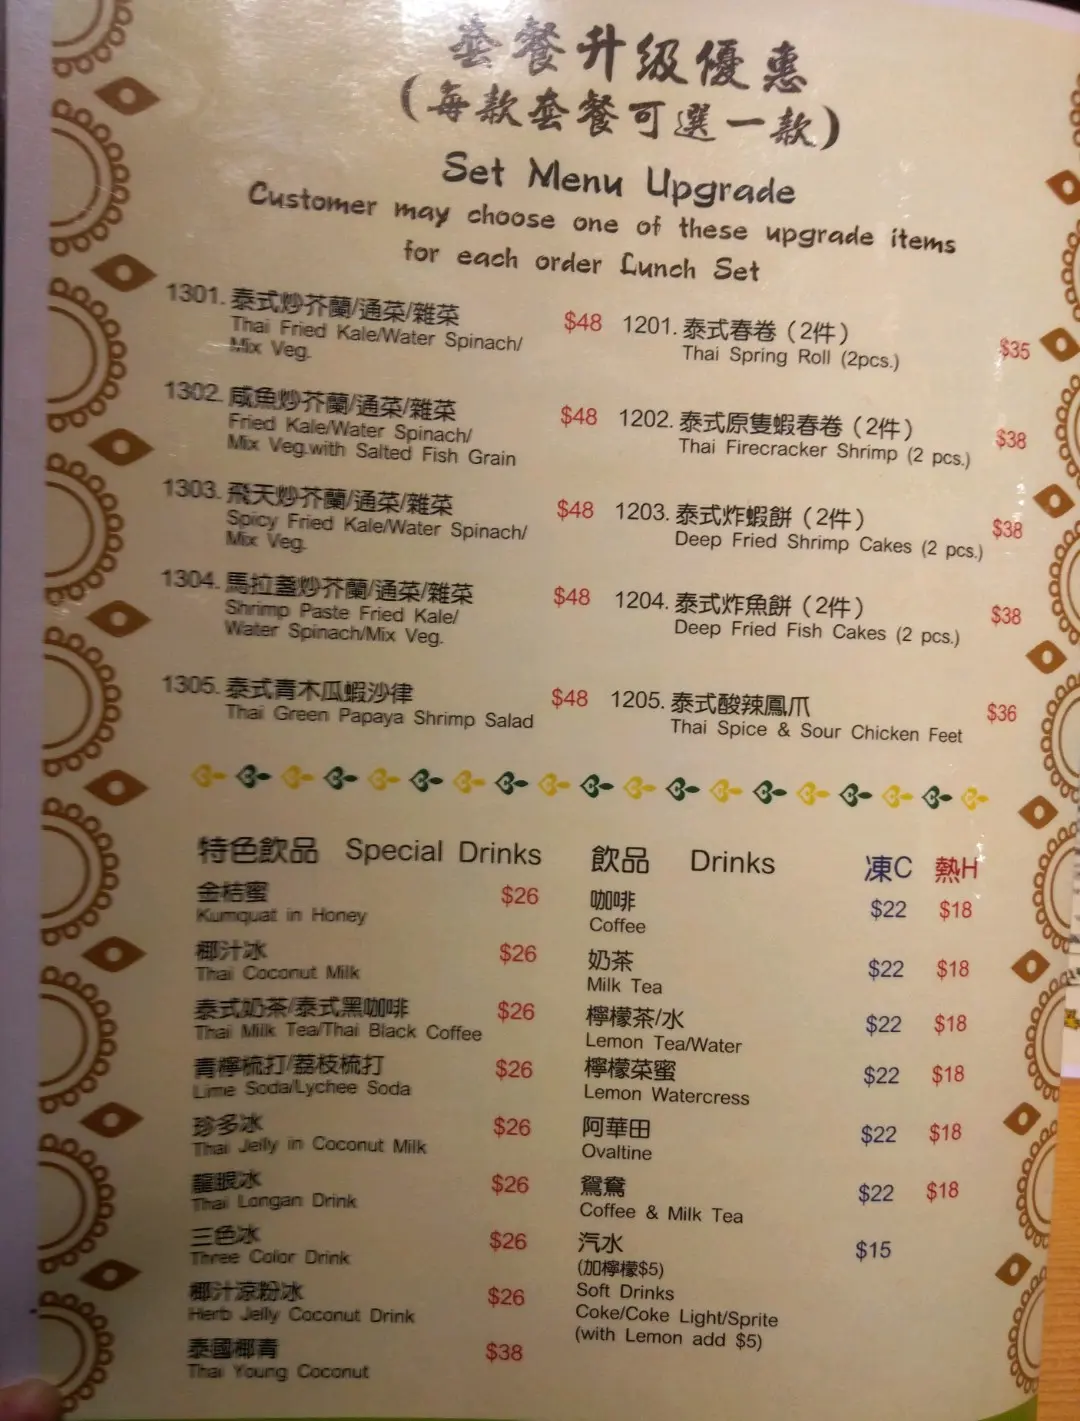 套餐升级優惠
(每款套餐可選一款)
Set Menu Upgrade
Customer may choose one of these upgrade items
for each order Lunch Set
1301. 泰式炒芥蘭/通菜/雜菜 $48
Thai Fried Kale/Water Spinach/
Mix Veg.
1302. 咸魚炒芥蘭/通菜/雜菜 $48
Fried Kale/Water Spinach/
Mix Veg.with Salted Fish Grain
1303. 飛天炒芥蘭/通菜/雜菜 $48
Spicy Fried Kale/Water Spinach/
Mix Veg.
1304. 馬拉盞炒芥蘭/通菜/雜菜 $48
Shrimp Paste Fried Kale/
Water Spinach/Mix Veg.
1305. 泰式青木瓜蝦沙律 $48
Thai Green Papaya Shrimp Salad
1201. 泰式春卷（2件） $35
Thai Spring Roll (2pcs.)
1202. 泰式原隻蝦春卷（2件） $38
Thai Firecracker Shrimp (2 pcs.)
1203. 泰式炸蝦餅（2件） $38
Deep Fried Shrimp Cakes (2 pcs.)
1204. 泰式炸魚餅（2件） $38
Deep Fried Fish Cakes (2 pcs.)
1205. 泰式酸辣鳳爪 $36
Thai Spice & Sour Chicken Feet
特色飲品 Special Drinks
金桔蜜 $26
Kumquat in Honey
椰汁冰 $26
Thai Coconut Milk
泰式奶茶/泰式黑咖啡 $26
Thai Milk Tea/Thai Black Coffee
青檸梳打/荔枝梳打 $26
Lime Soda/Lychee Soda
珍多冰 $26
Thai Jelly in Coconut Milk
龍眼冰 $26
Thai Longan Drink
三色冰 $26
Three Color Drink
椰汁涼粉冰 $26
Herb Jelly Coconut Drink
泰國椰青 $38
Thai Young Coconut
飲品 Drinks 凍C 熱H
咖啡 $22 $18
Coffee
奶茶 $22 $18
Milk Tea
檸檬茶/水 $22 $18
Lemon Tea/Water
檸檬菜蜜 $22 $18
Lemon Watercress
阿華田 $22 $18
Ovaltine
鴛鴦 $22 $18
Coffee & Milk Tea
汽水 $15
(加檸檬$5)
Soft Drinks
Coke/Coke Light/Sprite
(with Lemon add $5)